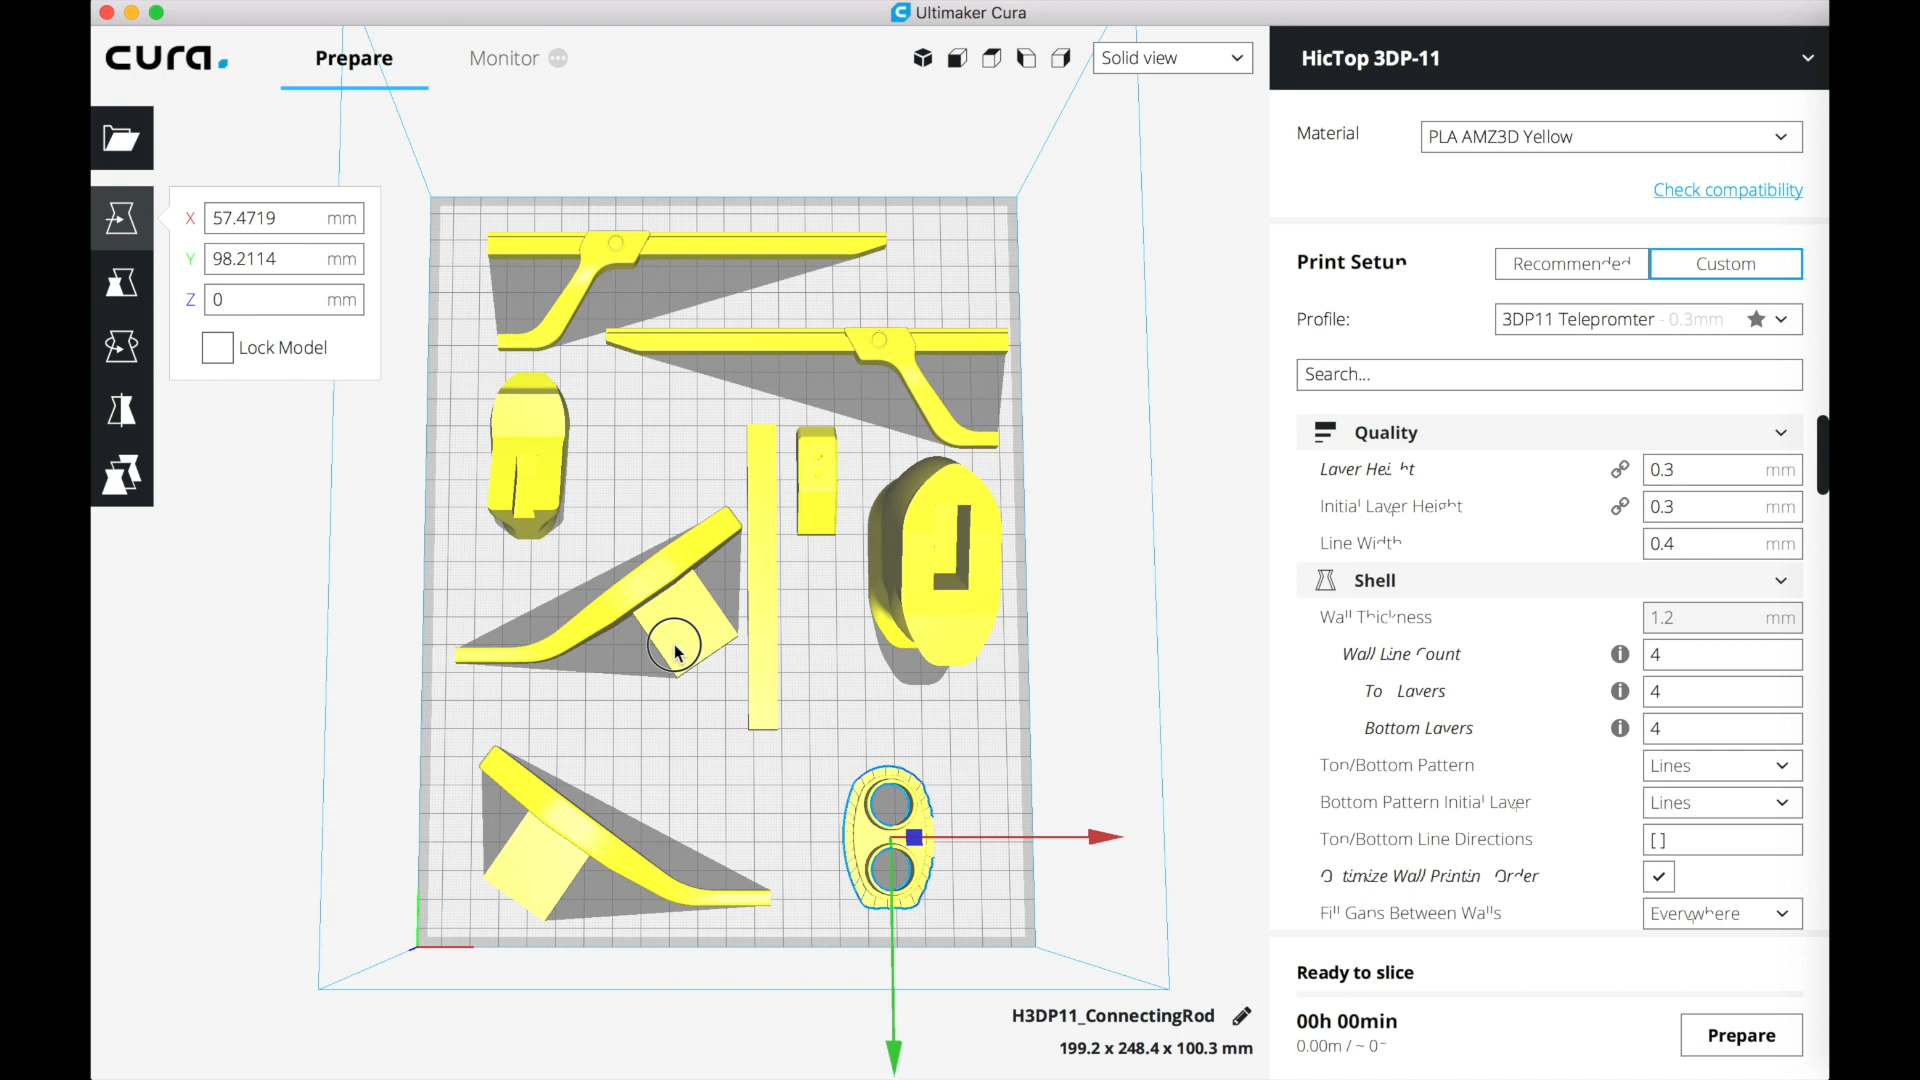 Ultimaker Cura
cura.
Prepare
Monitor
Solid view
HicTop 3DP-11
Material
PLA AMZ3D Yellow
Check compatibility
X 57.4719 mm
Y 98.2114 mm
Z 0 mm
Lock Model
Print Setup
Recommended
Custom
Profile:
3DP11 Telepromter - 0.3mm
Search...
Quality
Layer Height 0.3 mm
Initial Layer Height 0.3 mm
Line Width 0.4 mm
Shell
Wall Thickness 1.2 mm
Wall Line Count 4
Top Layers 4
Bottom Layers 4
Top/Bottom Pattern Lines
Bottom Pattern Initial Layer Lines
Top/Bottom Line Directions [ ]
Optimize Wall Printing Order
Fill Gaps Between Walls Everywhere
Ready to slice
H3DP11_ConnectingRod
199.2 x 248.4 x 100.3 mm
00h 00min
0.00m / ~ 0
Prepare